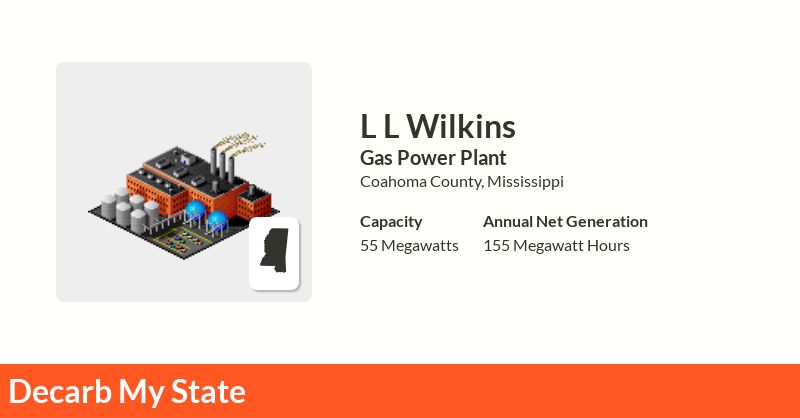 L L Wilkins
Gas Power Plant
Coahoma County, Mississippi
Capacity
55 Megawatts
Annual Net Generation
155 Megawatt Hours
Decarb My State